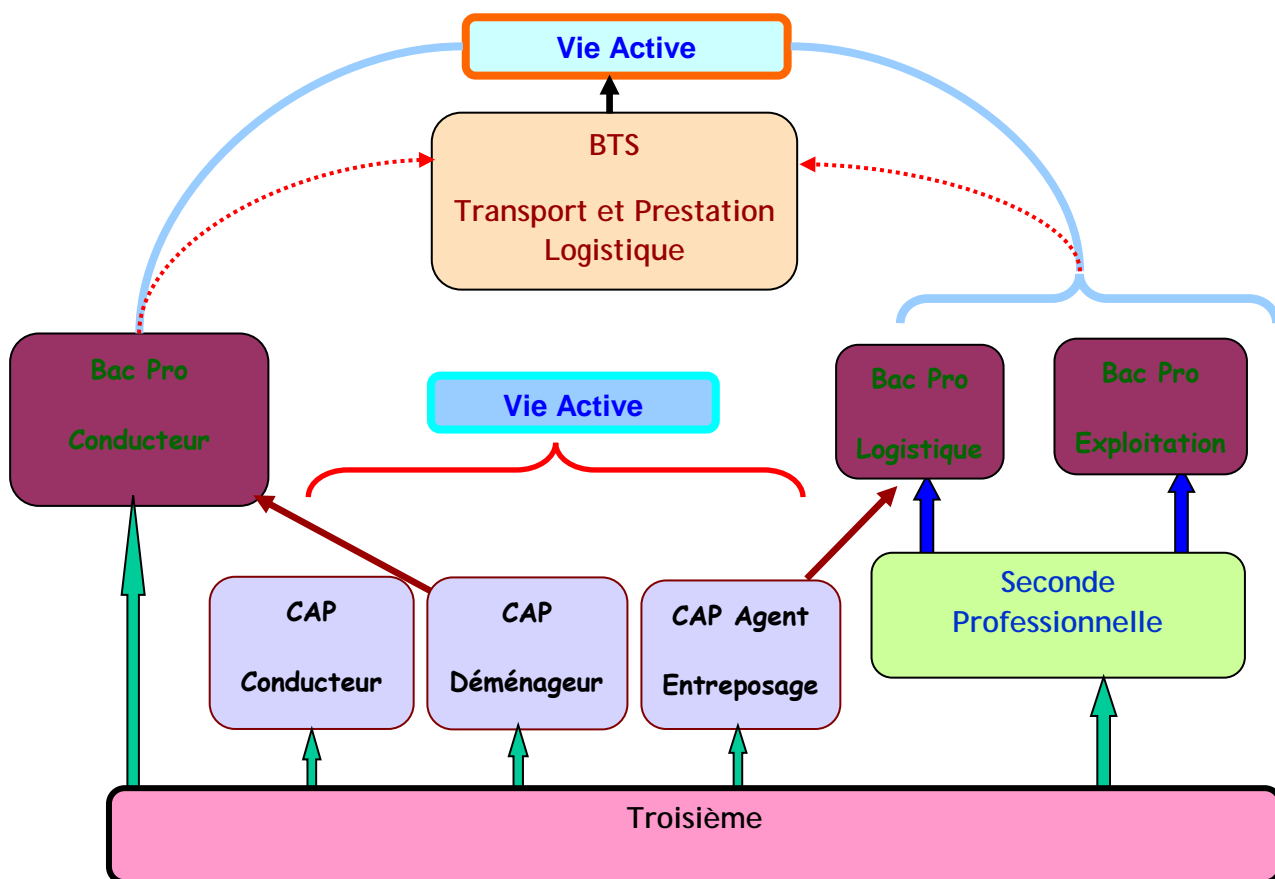 Vie Active
BTS
Transport et Prestation
Logistique
Bac Pro
Conducteur
Vie Active
Bac Pro
Logistique
Bac Pro
Exploitation
CAP
Conducteur
CAP
Déménageur
CAP Agent
Entreposage
Seconde
Professionnelle
Troisième